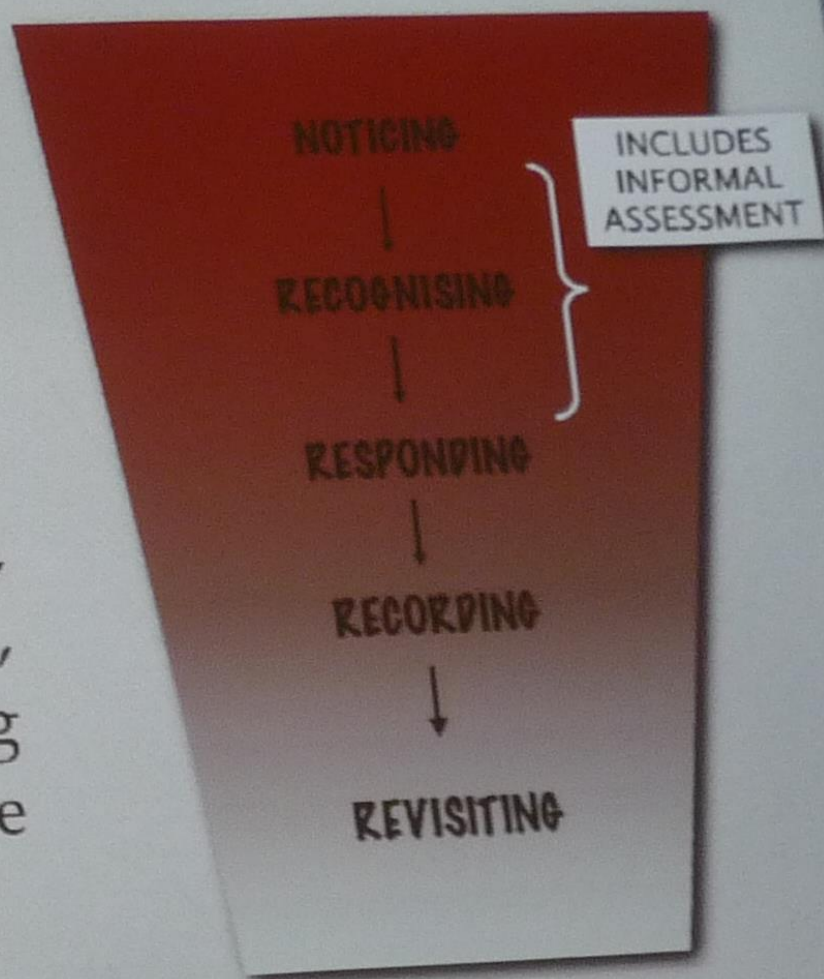 NOTICING
INCLUDES
INFORMAL
ASSESSMENT
RECOGNISING
RESPONDING
RECORDING
REVISITING
g
e